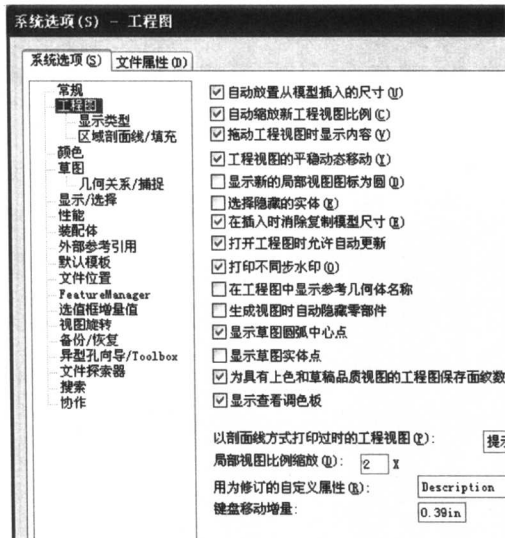 系统选项(S) - 工程图
系统选项(S) 文件属性(D)
常规
工程图
显示类型
区域剖面线/填充
颜色
草图
几何关系/捕捉
显示/选择
性能
装配体
外部参考引用
默认模板
文件位置
FeatureManager
选值框增量值
视图旋转
备份/恢复
异型孔向导/Toolbox
文件探索器
搜索
协作
自动放置从模型插入的尺寸(U)
自动缩放新工程视图比例(C)
拖动工程视图时显示内容(V)
工程视图的平稳动态移动(Y)
显示新的局部视图图标为圆(D)
选择隐藏的实体(E)
在插入时消除复制模型尺寸(E)
打开工程图时允许自动更新
打印不同步水印(O)
在工程图中显示参考几何体名称
生成视图时自动隐藏零部件
显示草图圆弧中心点
显示草图实体点
为具有上色和草稿品质视图的工程图保存面纹数
显示查看调色板
以剖面线方式打印过时的工程视图(P): 提示
局部视图比例缩放(D): 2 X
用为修订的自定义属性(R): Description
键盘移动增量: 0.39in